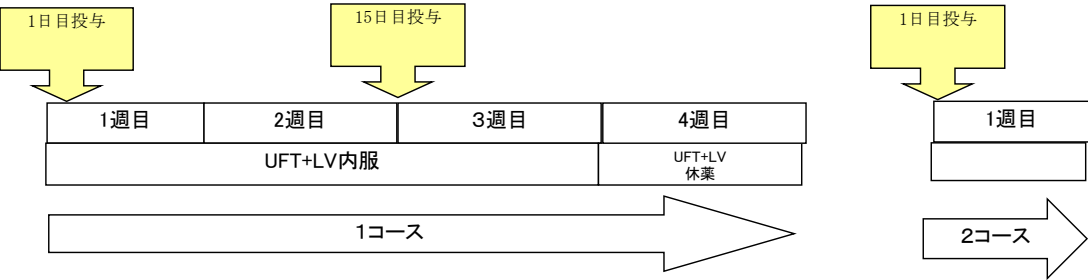 1日目投与
15日目投与
1日目投与
1週目
2週目
3週目
4週目
1週目
UFT+LV内服
UFT+LV
休薬
1コース
2コース